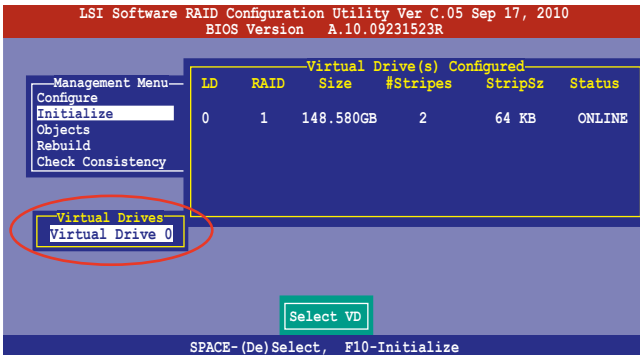 LSI Software RAID Configuration Utility Ver C.05 Sep 17, 2010
BIOS Version A.10.09231523R
Virtual Drive(s) Configured
LD RAID Size #Stripes StripSz Status
0 1 148.580GB 2 64 KB ONLINE
Management Menu
Configure
Initialize
Objects
Rebuild
Check Consistency
Virtual Drives
Virtual Drive 0
Select VD
SPACE-(De)Select, F10-Initialize